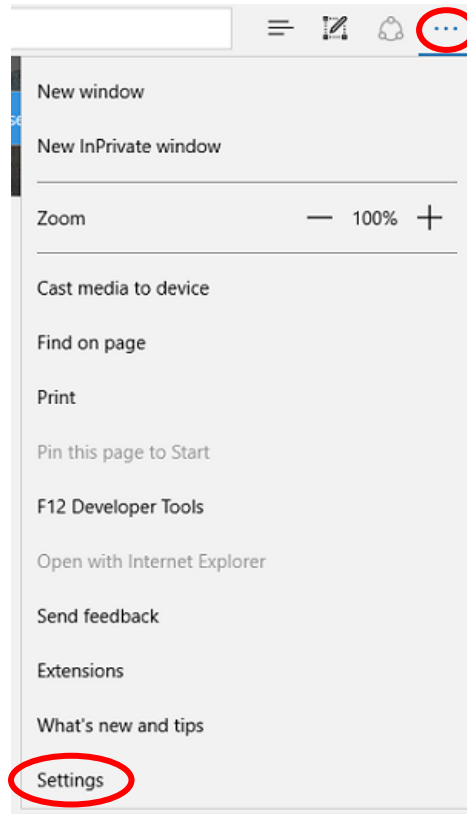 se
New window
New InPrivate window
Zoom — 100% +
Cast media to device
Find on page
Print
Pin this page to Start
F12 Developer Tools
Open with Internet Explorer
Send feedback
Extensions
What's new and tips
Settings